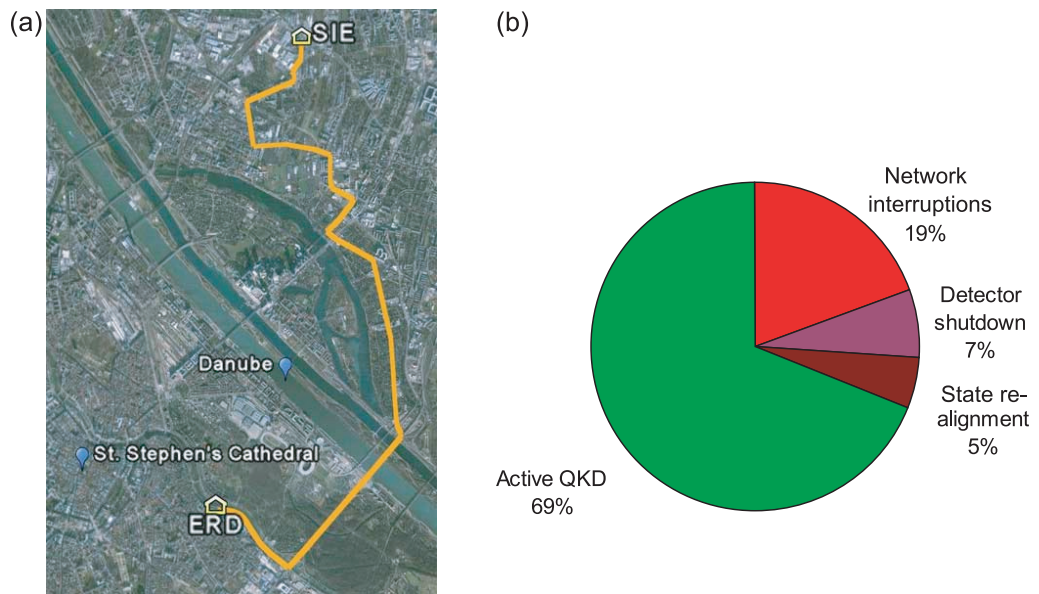 (a)
SIE
Danube
St. Stephen's Cathedral
ERD
(b)
Network
interruptions
19%
Detector
shutdown
7%
State re-
alignment
5%
Active QKD
69%